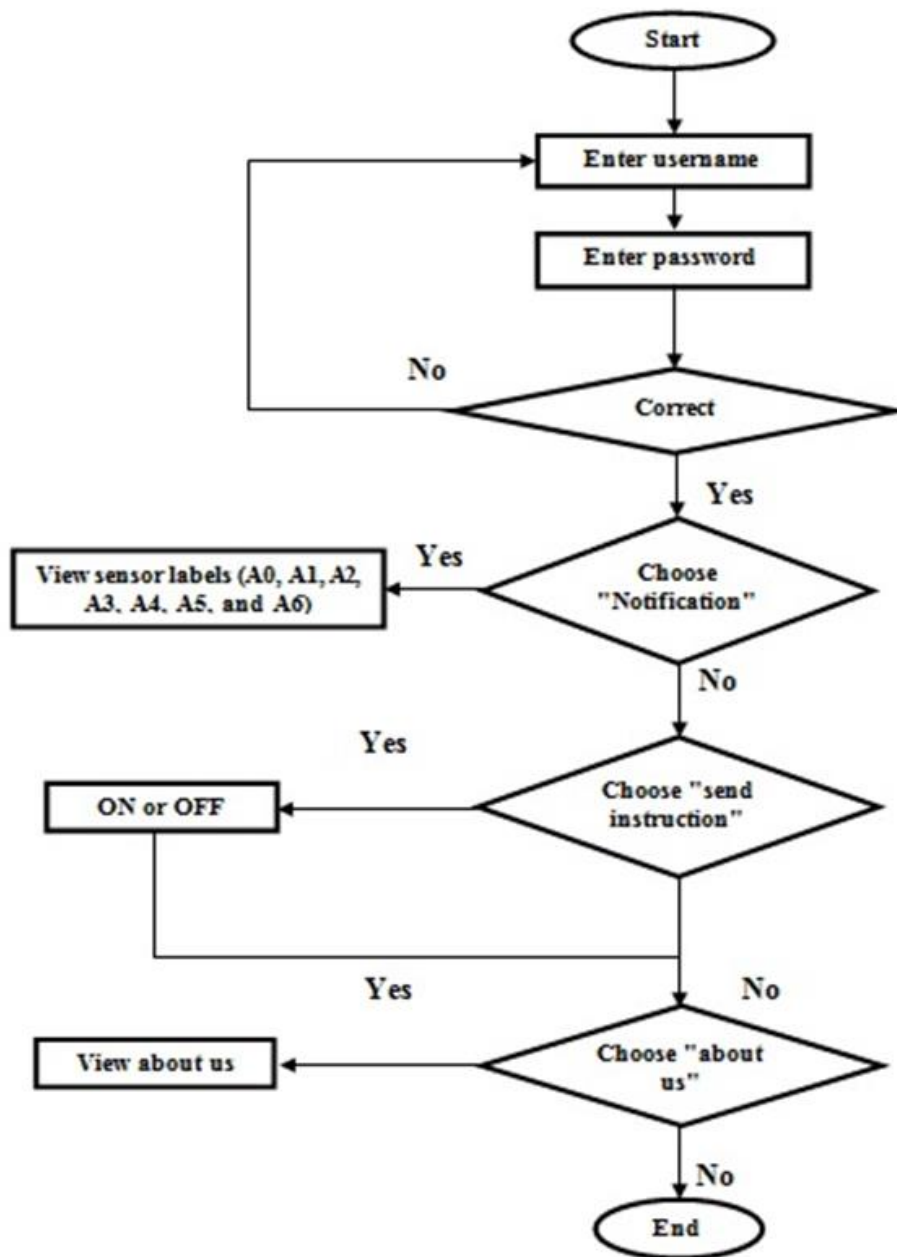 Start
Enter username
Enter password
No
Correct
Yes
Yes
Choose
"Notification"
View sensor labels (A0, A1, A2,
A3, A4, A5, and A6)
No
Yes
Choose "send
instruction"
ON or OFF
Yes
No
Choose "about
us"
View about us
No
End